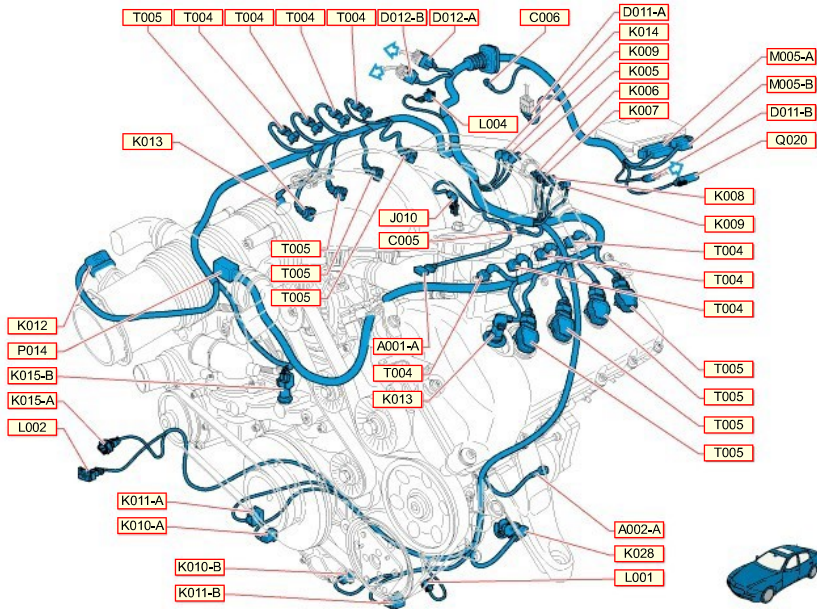 T005 T004 T004 T004 T004 D012-B D012-A C006 D011-A
K014
K009
K005
K006
K007
M005-A
M005-B
D011-B
Q020
L004
K013
K008
K009
J010
C005
T005
T005
T005
T004
T004
T004
K012
P014
K015-B
K015-A
L002
A001-A
T004
K013
T005
T005
T005
K011-A
K010-A
A002-A
K028
L001
K010-B
K011-B